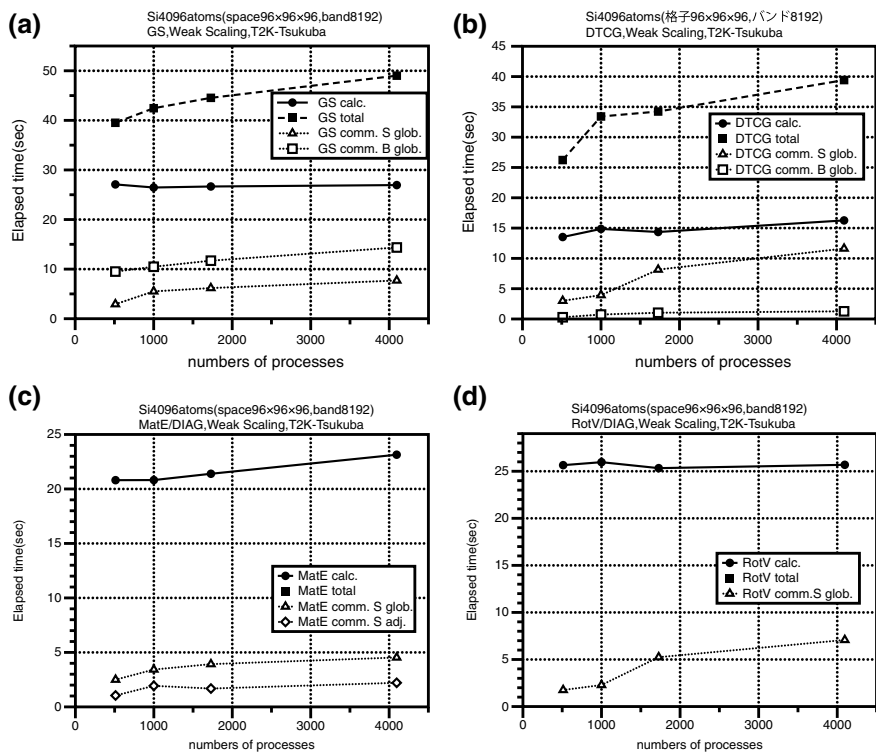 (a)
Si4096atoms(space96×96×96,band8192)
GS,Weak Scaling,T2K-Tsukuba
50
40
30
20
10
0
Elapsed time(sec)
GS calc.
GS total
GS comm. S glob.
GS comm. B glob.
0
1000
2000
3000
4000
numbers of processes
(b)
Si4096atoms(格子96×96×96,バンド8192)
DTCG,Weak Scaling,T2K-Tsukuba
45
40
35
30
25
20
15
10
5
0
Elapsed time(sec)
DTCG calc.
DTCG total
DTCG comm. S glob.
DTCG comm. B glob.
0
1000
2000
3000
4000
numbers of processes
(c)
Si4096atoms(space96×96×96,band8192)
MatE/DIAG,Weak Scaling,T2K-Tsukuba
25
20
15
10
5
0
Elapsed time(sec)
MatE calc.
MatE total
MatE comm. S glob.
MatE comm. S adj.
0
1000
2000
3000
4000
numbers of processes
(d)
Si4096atoms(space96×96×96,band8192)
RotV/DIAG,Weak Scaling,T2K-Tsukuba
25
20
15
10
5
0
Elapsed time(sec)
RotV calc.
RotV total
RotV comm.S glob.
0
1000
2000
3000
4000
numbers of processes